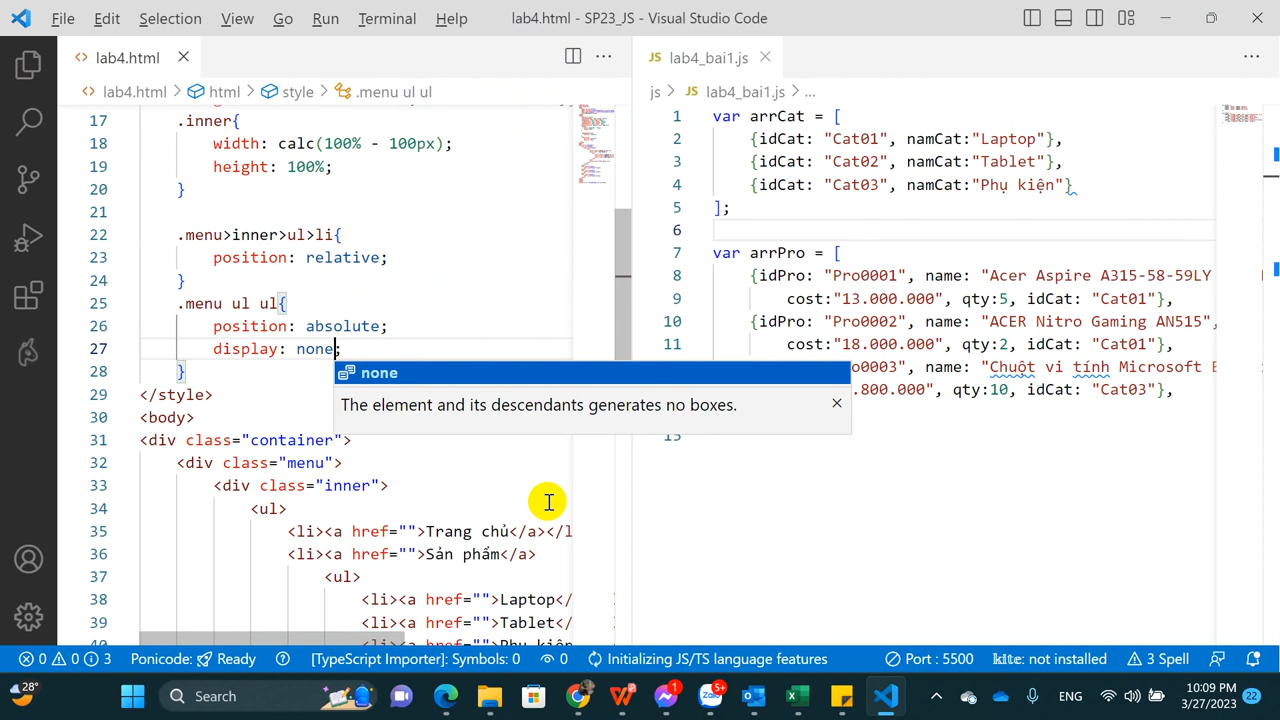 File Edit Selection View Go Run Terminal Help lab4.html - SP23_JS - Visual Studio Code
lab4.html
lab4.html > html > style > .menu ul ul
17 .inner{
18 width: calc(100% - 100px);
19 height: 100%;
20 }
21
22 .menu>inner>ul>li{
23 position: relative;
24 }
25 .menu ul ul{
26 position: absolute;
27 display: none;
28 }
29 </style>
30 <body>
31 <div class="container">
32 <div class="menu">
33 <div class="inner">
34 <ul>
35 <li><a href="">Trang chủ</a></l
36 <li><a href="">Sản phẩm</a>
37 <ul>
38 <li><a href="">Laptop</
39 <li><a href="">Tablet</
40 <li><a href="">Phụ kiện
none
The element and its descendants generates no boxes.
JS lab4_bai1.js
js > JS lab4_bai1.js > ...
1 var arrCat = [
2 {idCat: "Cat01", namCat:"Laptop"},
3 {idCat: "Cat02", namCat:"Tablet"},
4 {idCat: "Cat03", namCat:"Phụ kiện"}
5 ];
6
7 var arrPro = [
8 {idPro: "Pro0001", name: "Acer Aspire A315-58-59LY
9 cost:"13.000.000", qty:5, idCat: "Cat01"},
10 {idPro: "Pro0002", name: "ACER Nitro Gaming AN515",
11 cost:"18.000.000", qty:2, idCat: "Cat01"},
o0003", name: "Chuột vi tính Microsoft
.800.000", qty:10, idCat: "Cat03"},
15
0 0 3 Ponicode: Ready [TypeScript Importer]: Symbols: 0 0 Initializing JS/TS language features Port : 5500 kite: not installed 3 Spell
28° Search 1 5+ ENG 10:09 PM 22
3/27/2023